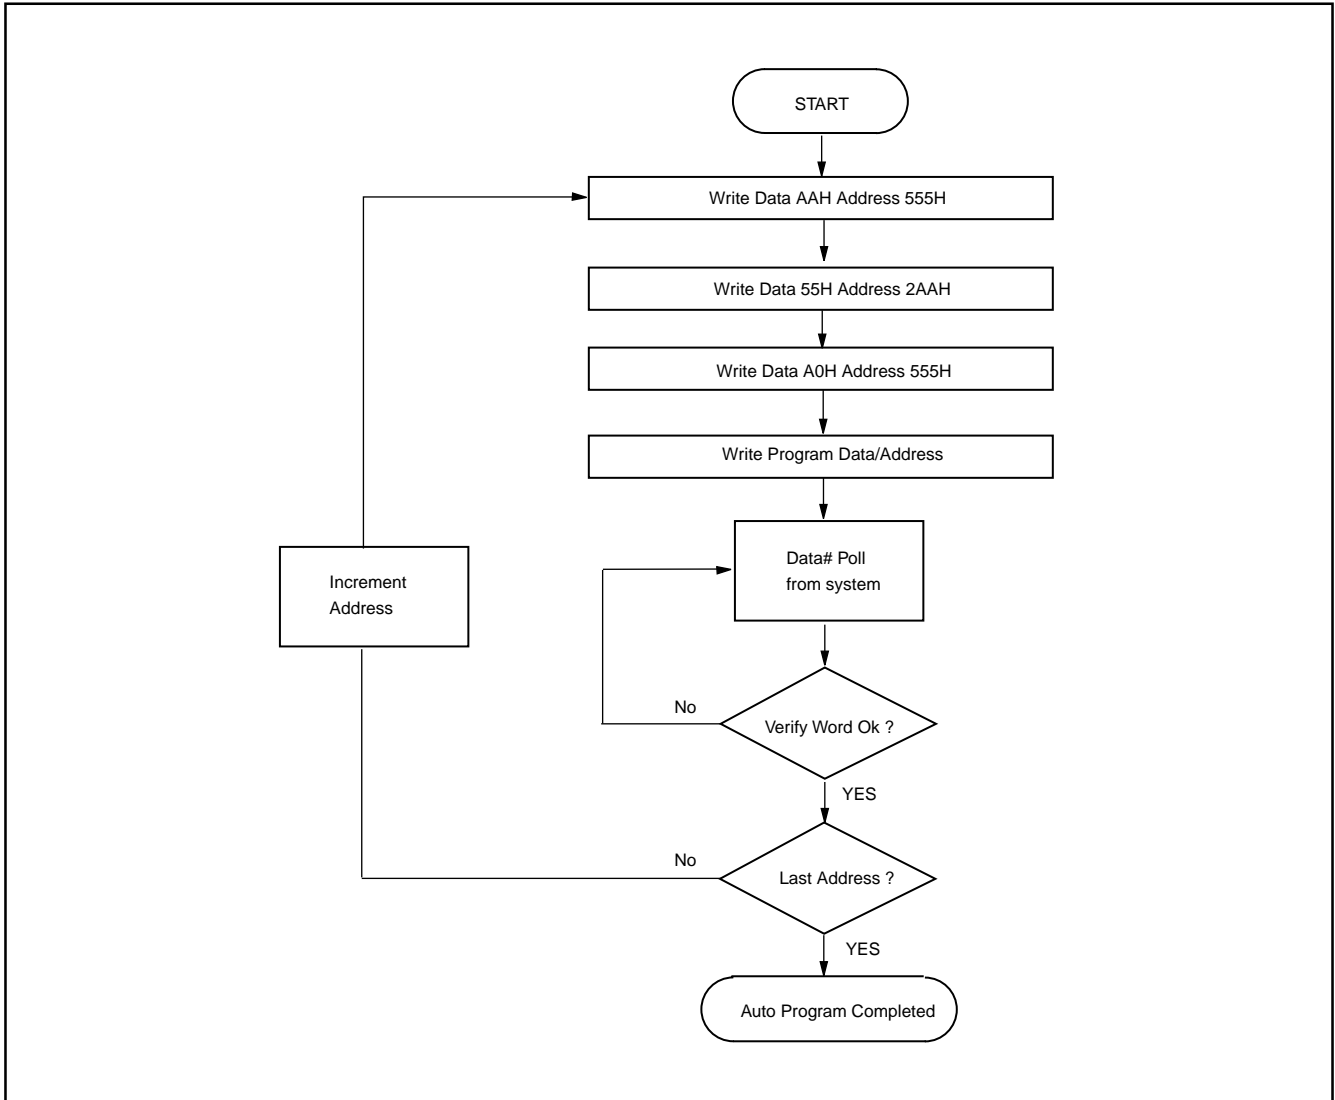 START
Write Data AAH Address 555H
Write Data 55H Address 2AAH
Write Data A0H Address 555H
Write Program Data/Address
Data# Poll
from system
Increment
Address
No
Verify Word Ok ?
YES
No
Last Address ?
YES
Auto Program Completed